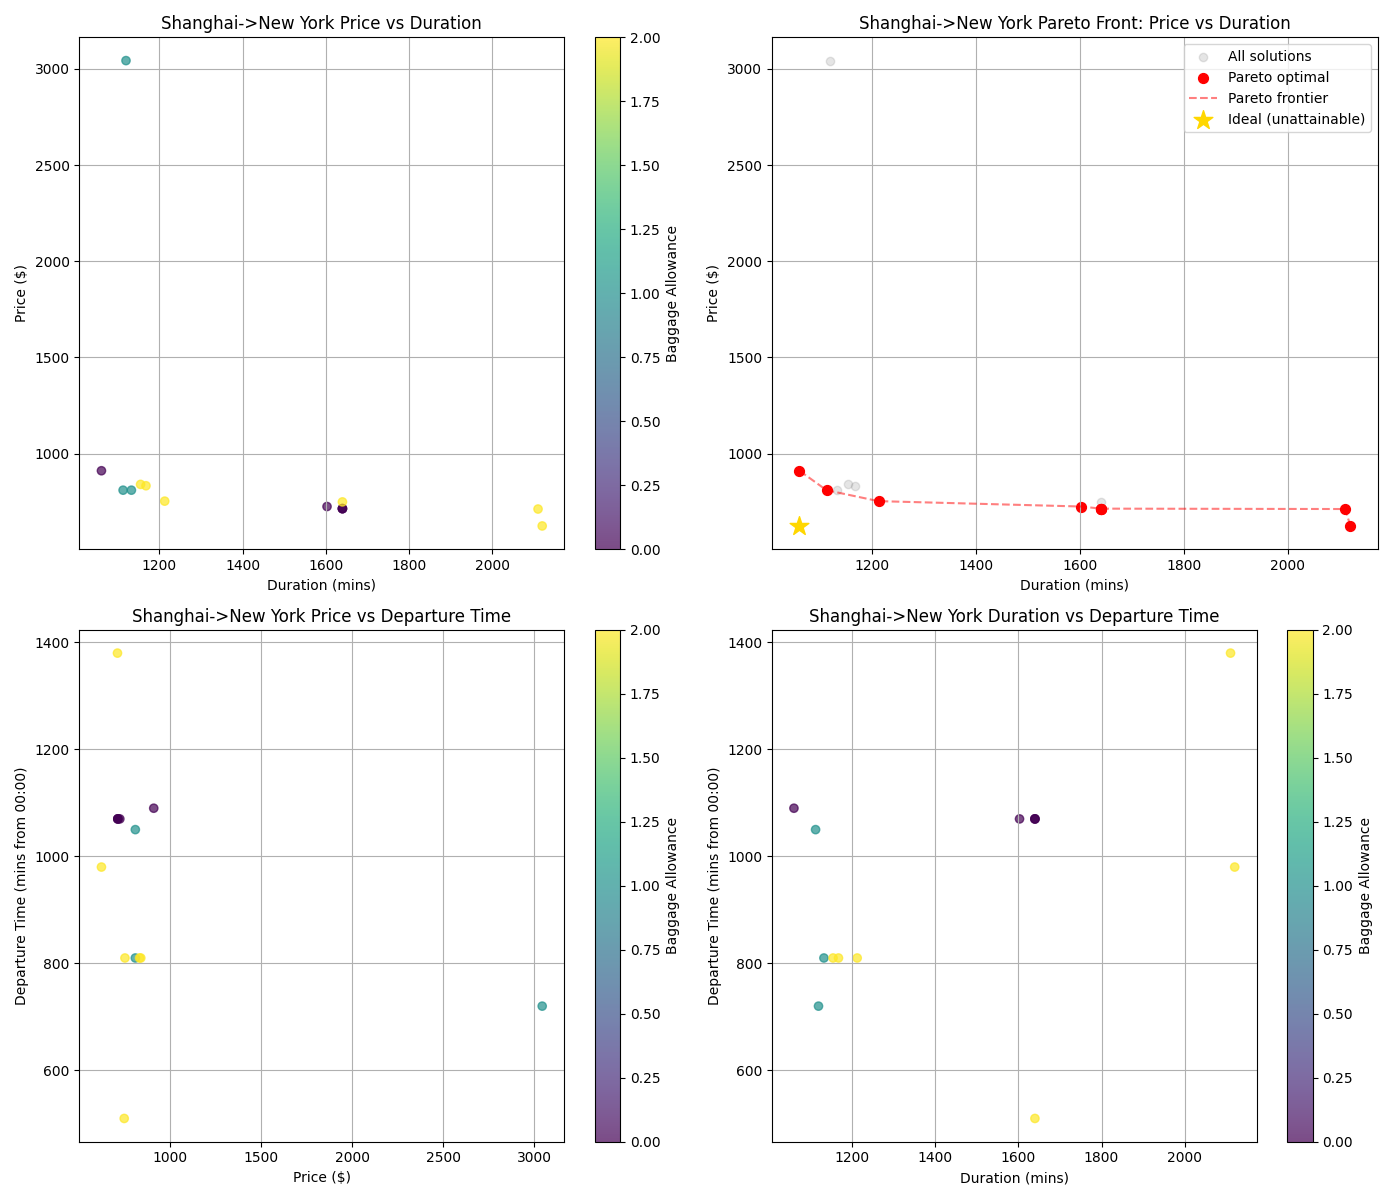 Shanghai->New York Price vs Duration
3000
2500
2000
1500
1000
Price ($)
1200 1400 1600 1800 2000
Duration (mins)
2.00
1.75
1.50
1.25
1.00
0.75
0.50
0.25
0.00
Baggage Allowance
Shanghai->New York Pareto Front: Price vs Duration
3000
2500
2000
1500
1000
Price ($)
All solutions
Pareto optimal
Pareto frontier
Ideal (unattainable)
1200 1400 1600 1800 2000
Duration (mins)
Shanghai->New York Price vs Departure Time
1400
1200
1000
800
600
Departure Time (mins from 00:00)
1000 1500 2000 2500 3000
Price ($)
2.00
1.75
1.50
1.25
1.00
0.75
0.50
0.25
0.00
Baggage Allowance
Shanghai->New York Duration vs Departure Time
1400
1200
1000
800
600
Departure Time (mins from 00:00)
1200 1400 1600 1800 2000
Duration (mins)
2.00
1.75
1.50
1.25
1.00
0.75
0.50
0.25
0.00
Baggage Allowance